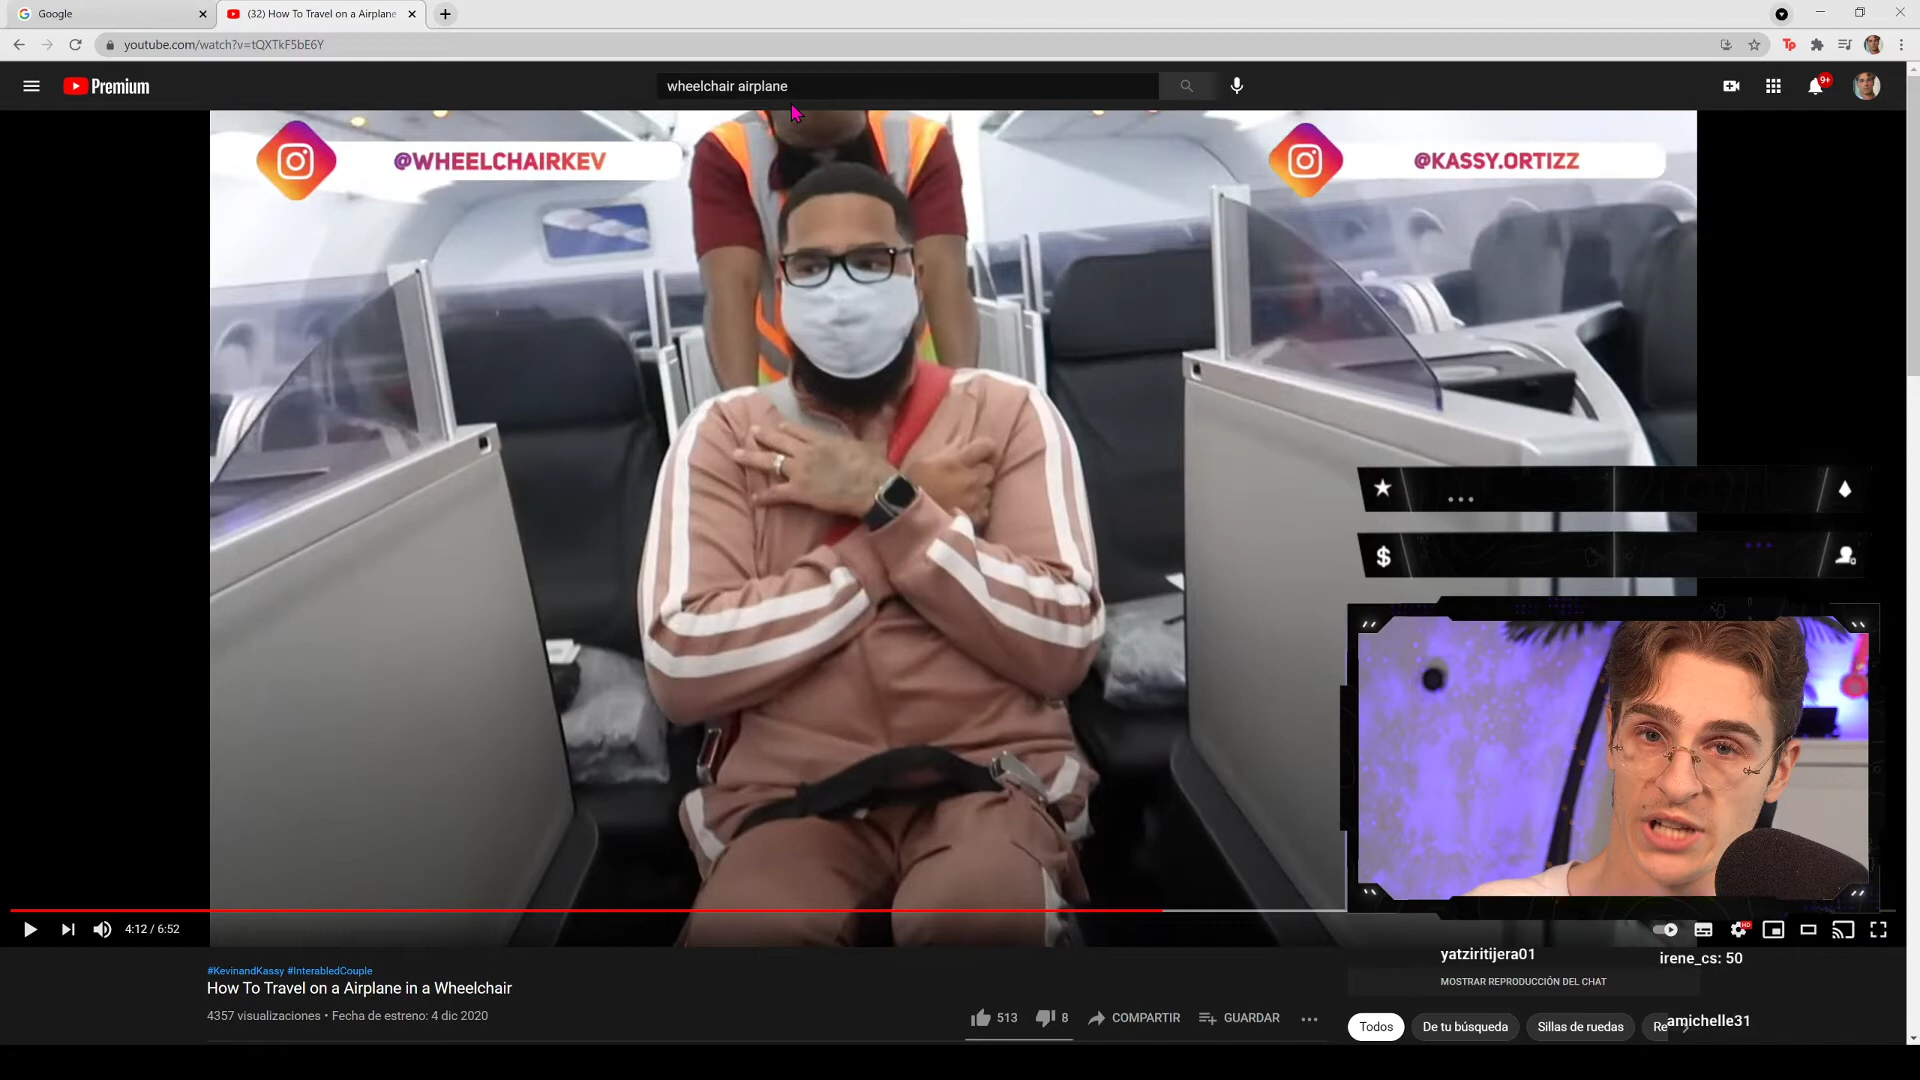 Google
(32) How To Travel on a Airplane
youtube.com/watch?v=tQXTkF5bE6Y
Tp
Premium
wheelchair airplane
9+
@WHEELCHAIRKEV
@KASSY.ORTIZZ
4:12 / 6:52
HD
#KevinandKassy #InterabledCouple
How To Travel on a Airplane in a Wheelchair
4357 visualizaciones • Fecha de estreno: 4 dic 2020
513
8
COMPARTIR
GUARDAR
yatziritijera01
irene_cs: 50
MOSTRAR REPRODUCCIÓN DEL CHAT
Todos
De tu búsqueda
Sillas de ruedas
Re
amichelle31